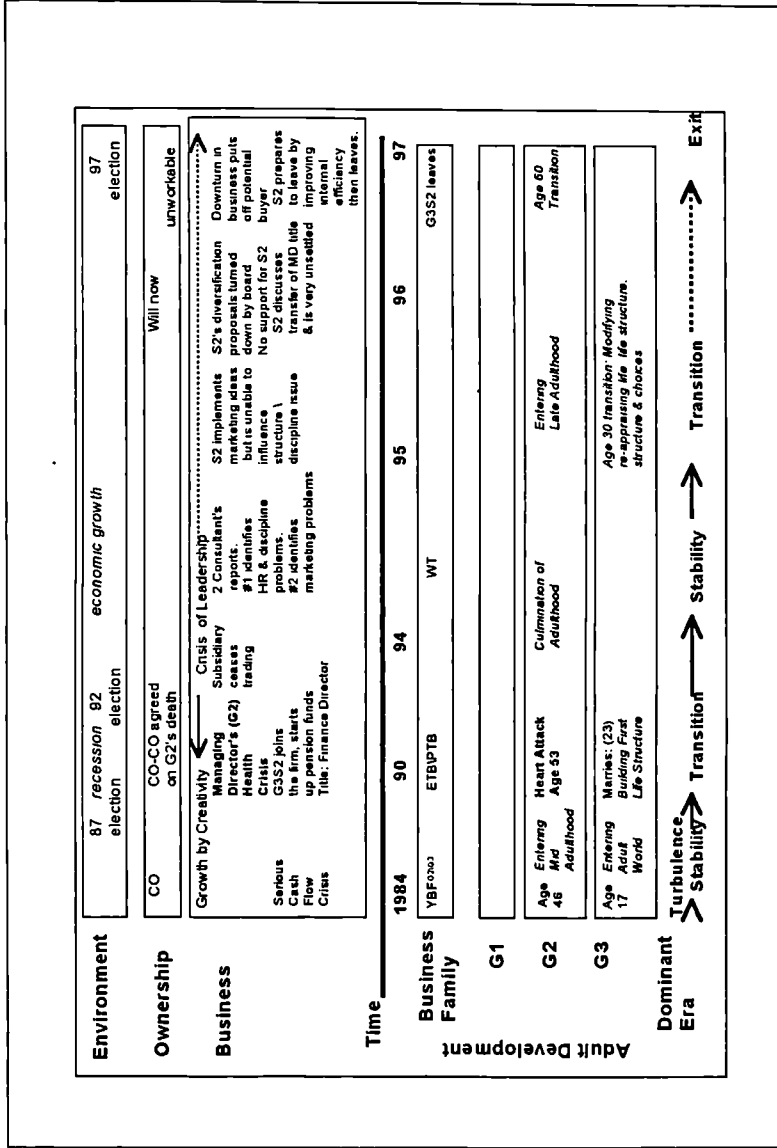 Environment
87 recession 92 economic growth 97
election election election
Ownership
CO CO-CO agreed Will now
on G2's death unworkable
Business
Growth by Creativity Crisis of Leadership
Serious
Cash
Flow
Crisis
Managing
Director's (G2)
Health
Crisis
G3S2 joins
the firm, starts
up pension funds
Title: Finance Director
Subsidiary
ceases
trading
2 Consultant's
reports.
#1 identifies
HR & discipline
problems.
#2 identifies
marketing problems
S2 implements
marketing ideas
but is unable to
influence
structure \
discipline issue
S2's diversification
proposals turned
down by board
No support for S2
S2 discusses
transfer of MD title
& is very unsettled
Downturn in
business puts
off potential
buyer
S2 prepares
to leave by
improving
internal
efficiency
then leaves.
Time
1984 90 94 95 96 97
Business
Family
YBF ETB\PTB WT G3S2 leaves
Adult Development
G1
G2
Age
46
Entering
Mid
Adulthood
Heart Attack
Age 53
Culmination of
Adulthood
Entering
Late Adulthood
Age 60
Transition
G3
Age
17
Entering
Adult
World
Marries: (23)
Building First
Life Structure
Age 30 transition: Modifying
re-appraising life life structure.
structure & choices
Dominant
Era
Turbulence
Stability Transition Stability Transition Exit